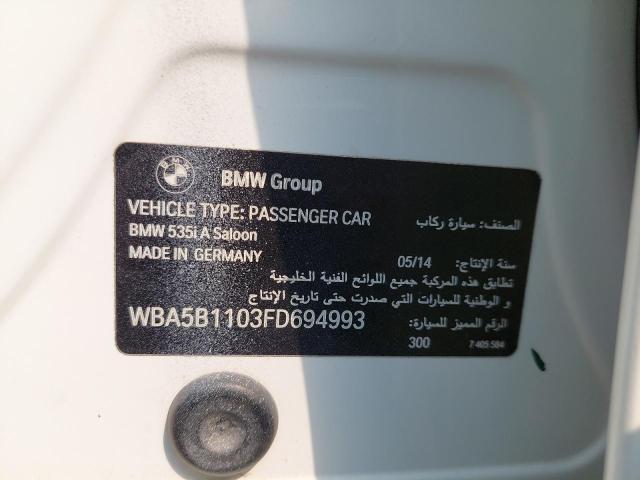 BMW
BMW Group
VEHICLE TYPE: PASSENGER CAR الصنف: سيارة ركاب
BMW 535i A Saloon
MADE IN GERMANY
سنة الإنتاج: 05/14
تطابق هذه المركبة جميع اللوائح الفنية الخليجية
و الوطنية للسيارات التي صدرت حتى تاريخ الإنتاج
WBA5B1103FD694993 الرقم المميز للسيارة:
300 7 405 584